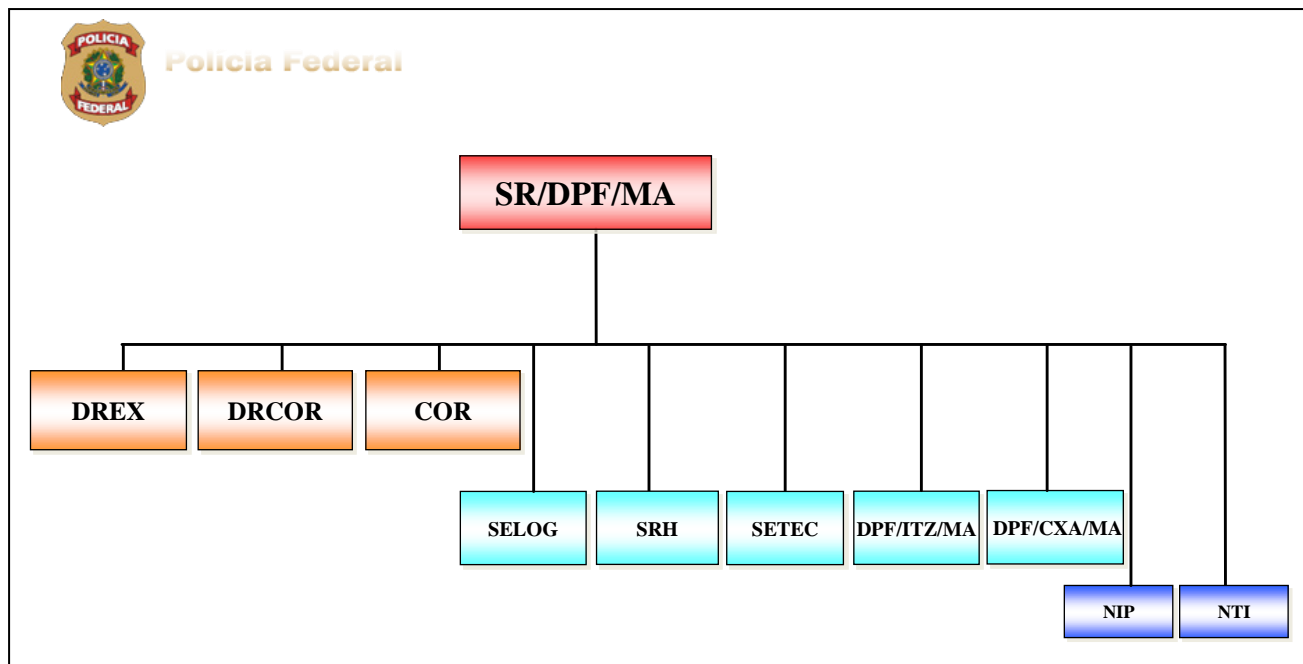 POLICIA
FEDERAL
Polícia Federal
SR/DPF/MA
DREX
DRCOR
COR
SELOG
SRH
SETEC
DPF/ITZ/MA
DPF/CXA/MA
NIP
NTI